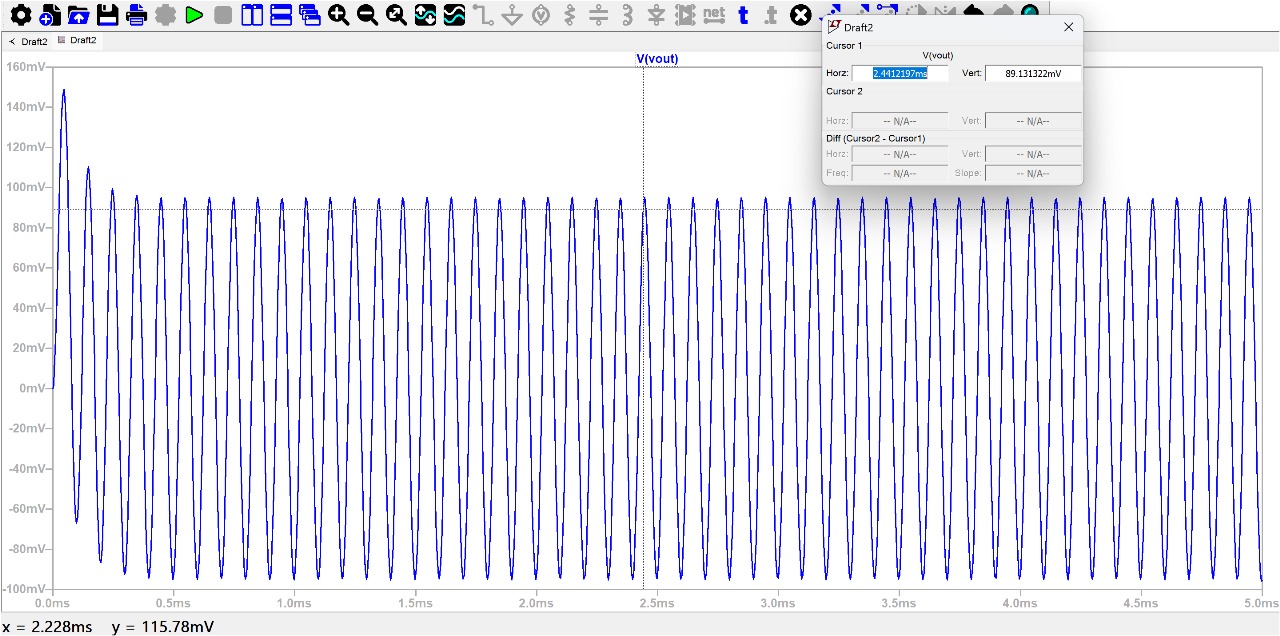 net t .t
< Draft2 Draft2
V(vout)
160mV
140mV
120mV
100mV
80mV
60mV
40mV
20mV
0mV
-20mV
-40mV
-60mV
-80mV
-100mV
0.0ms 0.5ms 1.0ms 1.5ms 2.0ms 2.5ms 3.0ms 3.5ms 4.0ms 4.5ms 5.0ms
Draft2
Cursor 1
V(vout)
Horz: 2.4412197ms Vert: 89.131322mV
Cursor 2
Horz: -- N/A-- Vert: -- N/A--
Diff (Cursor2 - Cursor1)
Horz: -- N/A-- Vert: -- N/A--
Freq: -- N/A-- Slope: -- N/A--
x = 2.228ms y = 115.78mV